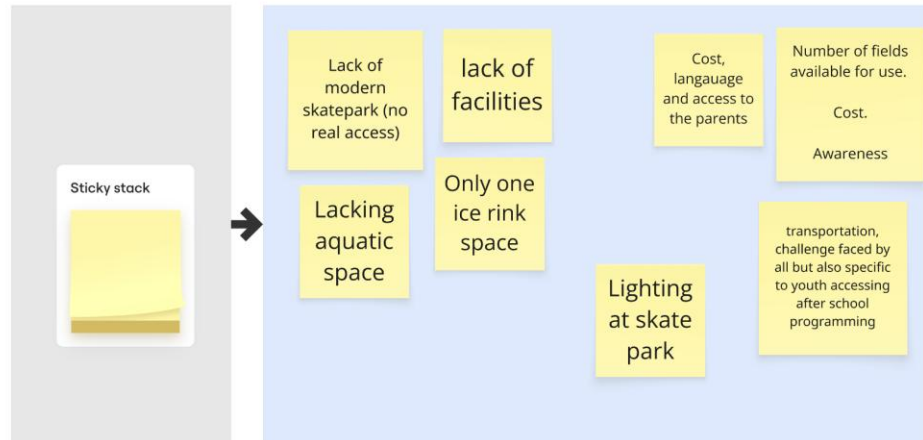 Sticky stack
Lack of
modern
skatepark (no
real access)
lack of
facilities
Lacking
aquatic
space
Only one
ice rink
space
Cost,
langauage
and access to
the parents
Number of fields
available for use.
Cost.
Awareness
Lighting
at skate
park
transportation,
challenge faced by
all but also specific
to youth accessing
after school
programming